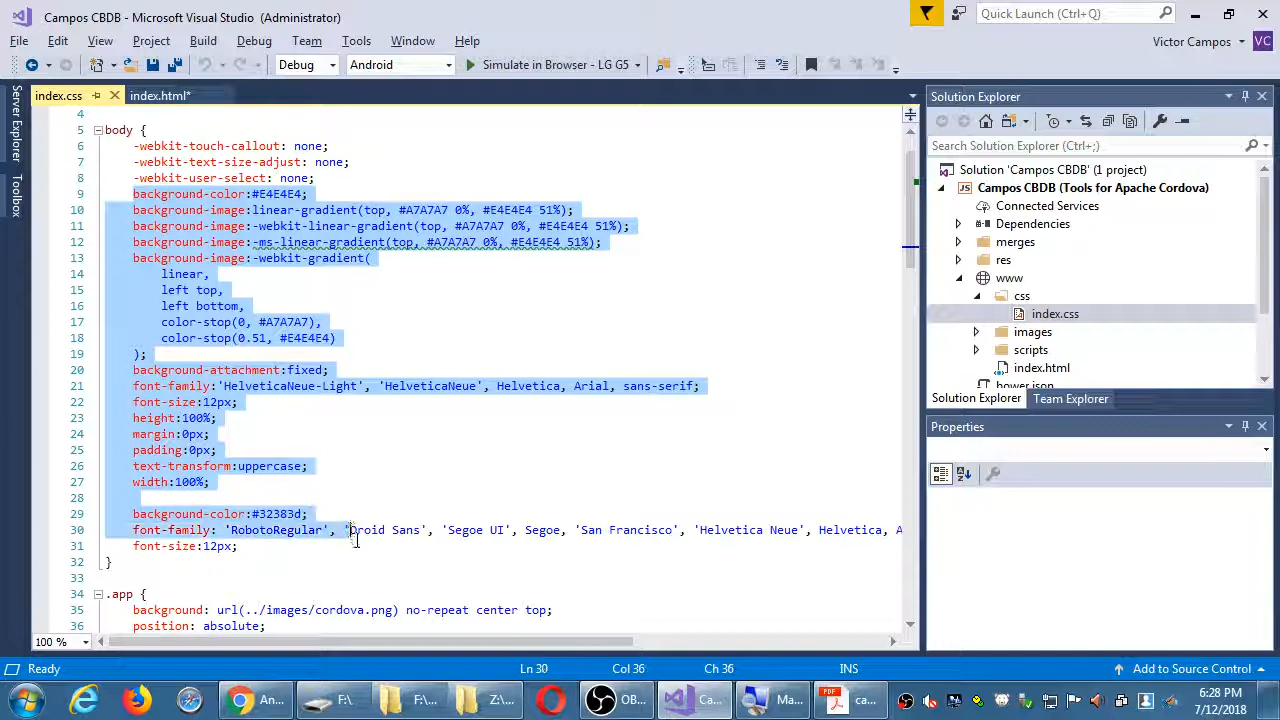 Campos CBDB - Microsoft Visual Studio (Administrator)
Quick Launch (Ctrl+Q)
File Edit View Project Build Debug Team Tools Window Help
Victor Campos
VC
Debug
Android
Simulate in Browser - LG G5
Server Explorer
Toolbox
index.css
index.html*
4
5 body {
6 -webkit-touch-callout: none;
7 -webkit-text-size-adjust: none;
8 -webkit-user-select: none;
9 background-color:#E4E4E4;
10 background-image:linear-gradient(top, #A7A7A7 0%, #E4E4E4 51%);
11 background-image:-webkit-linear-gradient(top, #A7A7A7 0%, #E4E4E4 51%);
12 background-image:-ms-linear-gradient(top, #A7A7A7 0%, #E4E4E4 51%);
13 background-image:-webkit-gradient(
14 linear,
15 left top,
16 left bottom,
17 color-stop(0, #A7A7A7),
18 color-stop(0.51, #E4E4E4)
19 );
20 background-attachment:fixed;
21 font-family:'HelveticaNeue-Light', 'HelveticaNeue', Helvetica, Arial, sans-serif;
22 font-size:12px;
23 height:100%;
24 margin:0px;
25 padding:0px;
26 text-transform:uppercase;
27 width:100%;
28
29 background-color:#32383d;
30 font-family: 'RobotoRegular', 'Droid Sans', 'Segoe UI', Segoe, 'San Francisco', 'Helvetica Neue', Helvetica, A
31 font-size:12px;
32 }
33
34 .app {
35 background: url(../images/cordova.png) no-repeat center top;
36 position: absolute;
100 %
Solution Explorer
Search Solution Explorer (Ctrl+;)
Solution 'Campos CBDB' (1 project)
JS Campos CBDB (Tools for Apache Cordova)
Connected Services
Dependencies
merges
res
www
css
index.css
images
scripts
index.html
bower.json
Solution Explorer Team Explorer
Properties
Ready
Ln 30
Col 36
Ch 36
INS
Add to Source Control
An...
F:\
F:\...
Z:\...
OB...
Ca...
Ma...
PDF
ca...
6:28 PM
7/12/2018